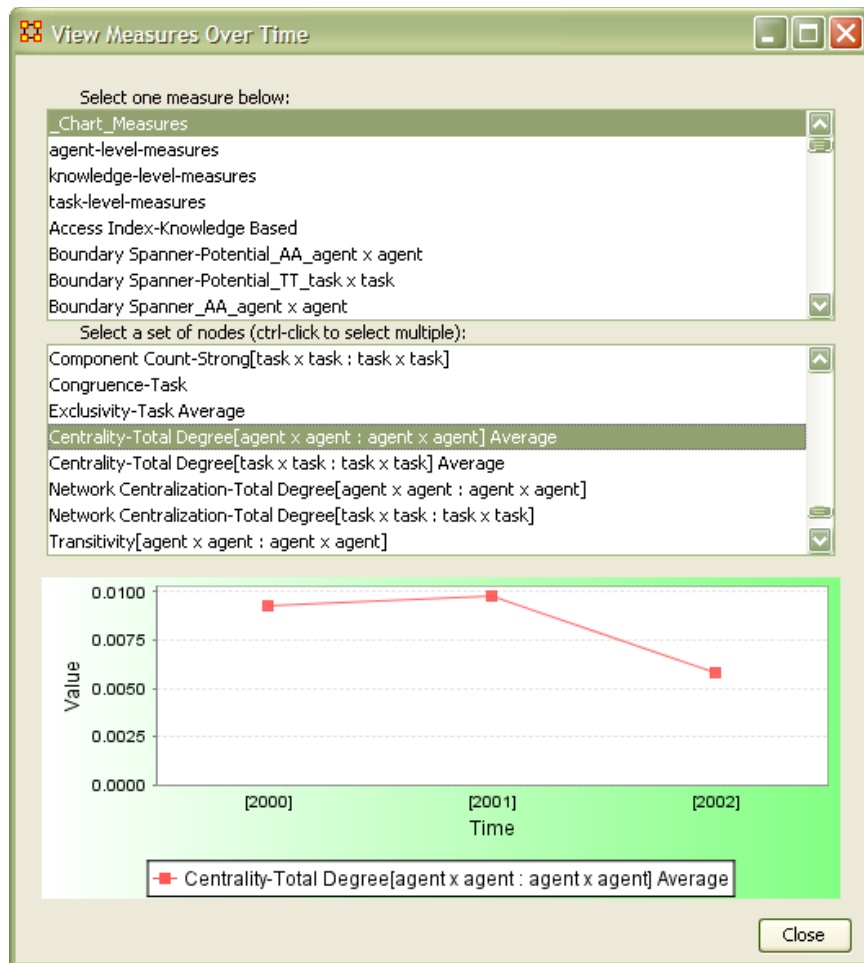 View Measures Over Time
Select one measure below:
_Chart_Measures
agent-level-measures
knowledge-level-measures
task-level-measures
Access Index-Knowledge Based
Boundary Spanner-Potential_AA_agent x agent
Boundary Spanner-Potential_TT_task x task
Boundary Spanner_AA_agent x agent
Select a set of nodes (ctrl-click to select multiple):
Component Count-Strong[task x task : task x task]
Congruence-Task
Exclusivity-Task Average
Centrality-Total Degree[agent x agent : agent x agent] Average
Centrality-Total Degree[task x task : task x task] Average
Network Centralization-Total Degree[agent x agent : agent x agent]
Network Centralization-Total Degree[task x task : task x task]
Transitivity[agent x agent : agent x agent]
0.0100
0.0075
0.0050
0.0025
0.0000
Value
[2000] [2001] [2002]
Time
Centrality-Total Degree[agent x agent : agent x agent] Average
Close